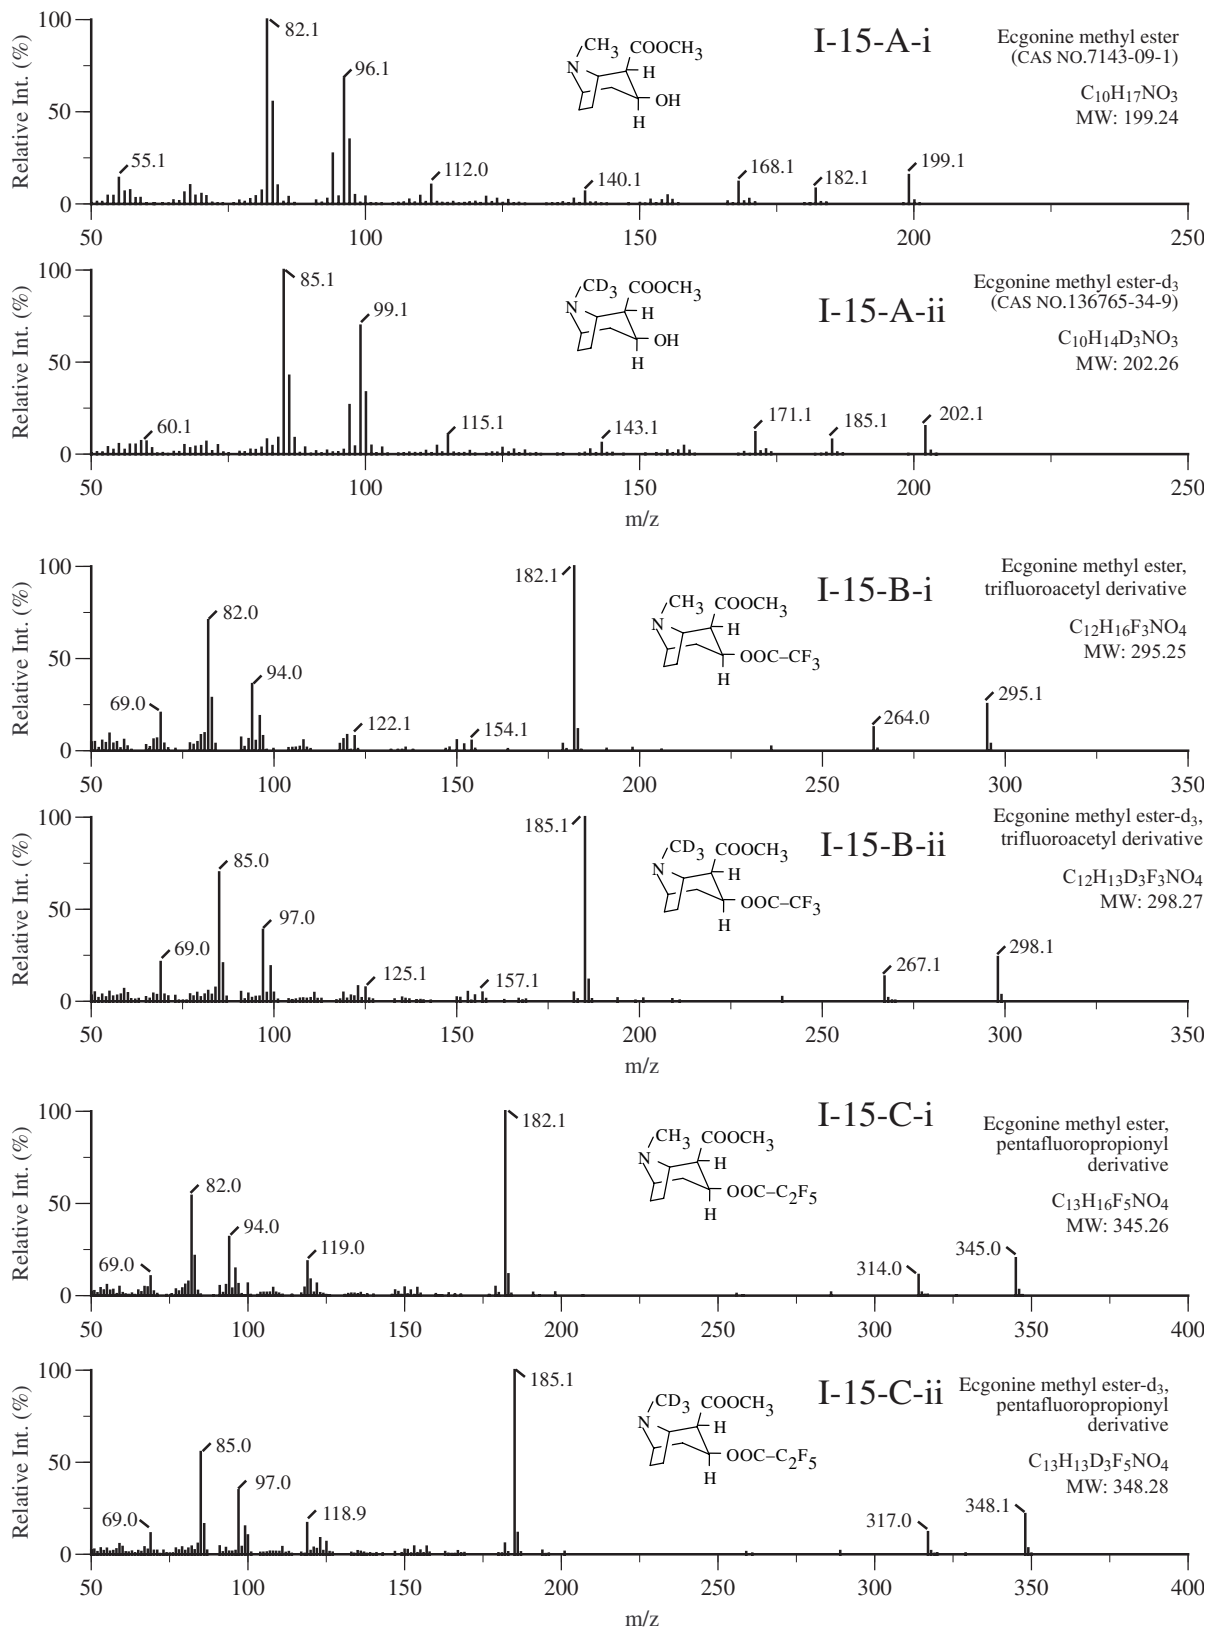 I-15-A-i
Ecgonine methyl ester
(CAS NO.7143-09-1)
C₁₀H₁₇NO₃
MW: 199.24
Relative Int. (%)
100
50
0
82.1
96.1
55.1
112.0
140.1
168.1
182.1
199.1
N
CH₃
COOCH₃
H
OH
H
50 100 150 200 250
I-15-A-ii
Ecgonine methyl ester-d₃
(CAS NO.136765-34-9)
C₁₀H₁₄D₃NO₃
MW: 202.26
Relative Int. (%)
100
50
0
85.1
99.1
60.1
115.1
143.1
171.1
185.1
202.1
N
CD₃
COOCH₃
H
OH
H
50 100 150 200 250
m/z
I-15-B-i
Ecgonine methyl ester,
trifluoroacetyl derivative
C₁₂H₁₆F₃NO₄
MW: 295.25
Relative Int. (%)
100
50
0
182.1
82.0
94.0
69.0
122.1
154.1
264.0
295.1
N
CH₃
COOCH₃
H
OOC–CF₃
H
50 100 150 200 250 300 350
I-15-B-ii
Ecgonine methyl ester-d₃,
trifluoroacetyl derivative
C₁₂H₁₃D₃F₃NO₄
MW: 298.27
Relative Int. (%)
100
50
0
185.1
85.0
97.0
69.0
125.1
157.1
267.1
298.1
N
CD₃
COOCH₃
H
OOC–CF₃
H
50 100 150 200 250 300 350
m/z
I-15-C-i
Ecgonine methyl ester,
pentafluoropropionyl
derivative
C₁₃H₁₆F₅NO₄
MW: 345.26
Relative Int. (%)
100
50
0
182.1
82.0
94.0
69.0
119.0
314.0
345.0
N
CH₃
COOCH₃
H
OOC–C₂F₅
H
50 100 150 200 250 300 350 400
I-15-C-ii
Ecgonine methyl ester-d₃,
pentafluoropropionyl
derivative
C₁₃H₁₃D₃F₅NO₄
MW: 348.28
Relative Int. (%)
100
50
0
185.1
85.0
97.0
69.0
118.9
317.0
348.1
N
CD₃
COOCH₃
H
OOC–C₂F₅
H
50 100 150 200 250 300 350 400
m/z